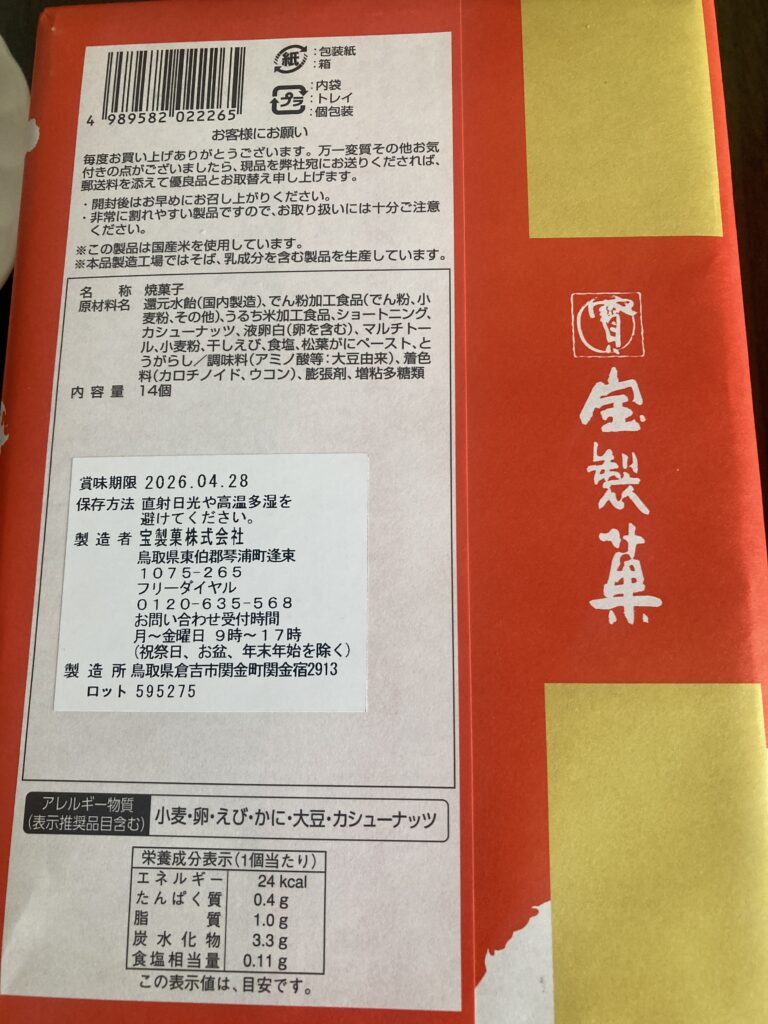 4 989582 022265
紙 :包装紙
:箱
プラ :内袋
:トレイ
:個包装
お客様にお願い
毎度お買い上げありがとうございます。万一変質その他お気
付きの点がございましたら、現品を弊社宛にお送りくだされば、
郵送料を添えて優良品とお取替え申し上げます。
・開封後はお早めにお召し上がりください。
・非常に割れやすい製品ですので、お取り扱いには十分ご注意
ください。
※この製品は国産米を使用しています。
※本品製造工場ではそば、乳成分を含む製品を生産しています。
名称 焼菓子
原材料名 還元水飴(国内製造)、でん粉加工食品(でん粉、小
麦粉、その他)、うるち米加工食品、ショートニング、
カシューナッツ、液卵白(卵を含む)、マルチトー
ル、小麦粉、干しえび、食塩、松葉がにペースト、と
うがらし/調味料(アミノ酸等:大豆由来)、着色
料(カロチノイド、ウコン)、膨張剤、増粘多糖類
内容量 14個
賞味期限 2026.04.28
保存方法 直射日光や高温多湿を
避けてください。
製造者 宝製菓株式会社
鳥取県東伯郡琴浦町逢束
1075-265
フリーダイヤル
0120-635-568
お問い合わせ受付時間
月〜金曜日 9時〜17時
(祝祭日、お盆、年末年始を除く)
製造所 鳥取県倉吉市関金町関金宿2913
ロット 595275
アレルギー物質
(表示推奨品目含む)
小麦・卵・えび・かに・大豆・カシューナッツ
栄養成分表示(1個当たり)
エネルギー 24 kcal
たんぱく質 0.4 g
脂質 1.0 g
炭水化物 3.3 g
食塩相当量 0.11 g
この表示値は、目安です。
寶
宝製菓